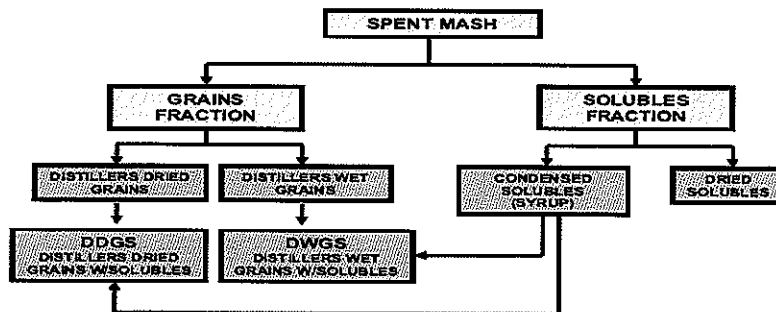 SPENT MASH
GRAINS
FRACTION
SOLUBLES
FRACTION
DISTILLERS DRIED
GRAINS
DISTILLERS WET
GRAINS
CONDENSED
SOLUBLES
(SYRUP)
DRIED
SOLUBLES
DDGS
DISTILLERS DRIED
GRAINS W/SOLUBLES
DWGS
DISTILLERS WET
GRAINS W/SOLUBLES